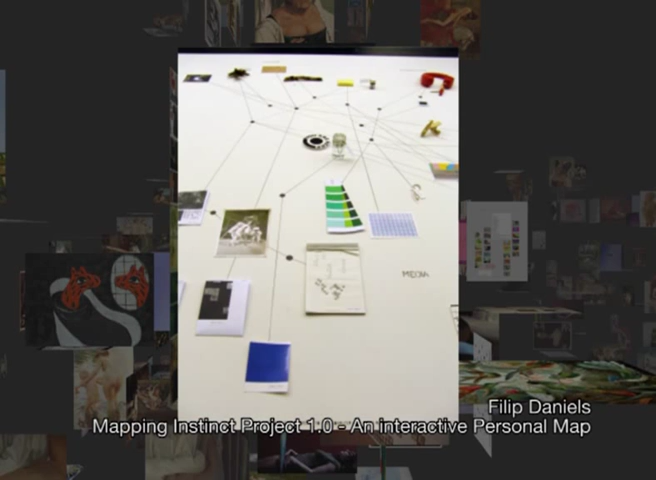 MEDIA
Filip Daniels
Mapping Instinct Project 1.0 - An interactive Personal Map